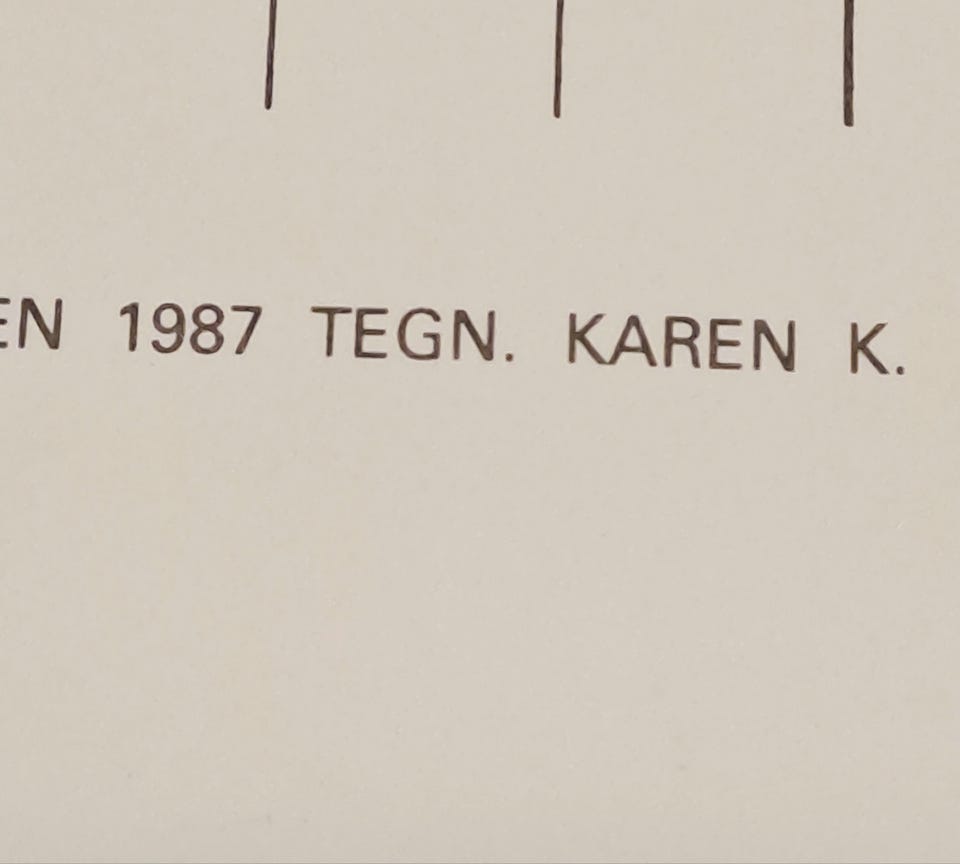 EN 1987 TEGN. KAREN K.